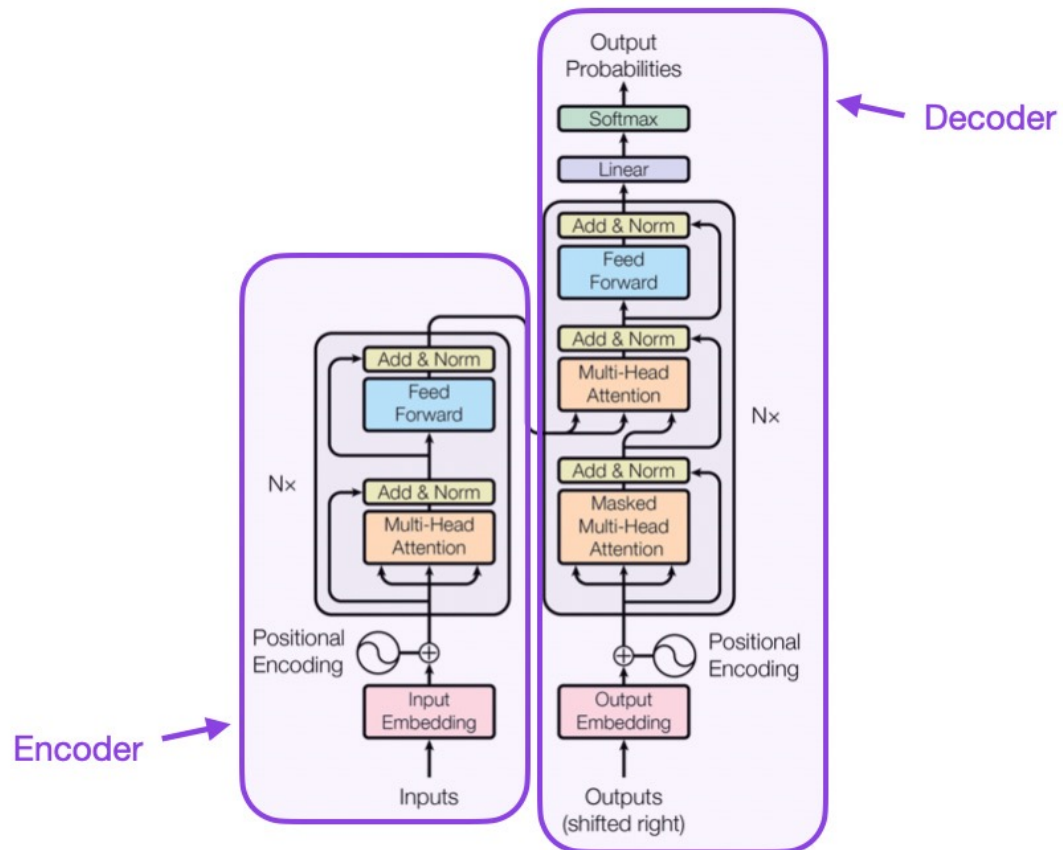 Output
Probabilities
Softmax
Linear
Add & Norm
Feed
Forward
Add & Norm
Multi-Head
Attention
Nx
Add & Norm
Masked
Multi-Head
Attention
Positional
Encoding
Output
Embedding
Outputs
(shifted right)
Decoder
Add & Norm
Feed
Forward
Nx
Add & Norm
Multi-Head
Attention
Positional
Encoding
Input
Embedding
Inputs
Encoder